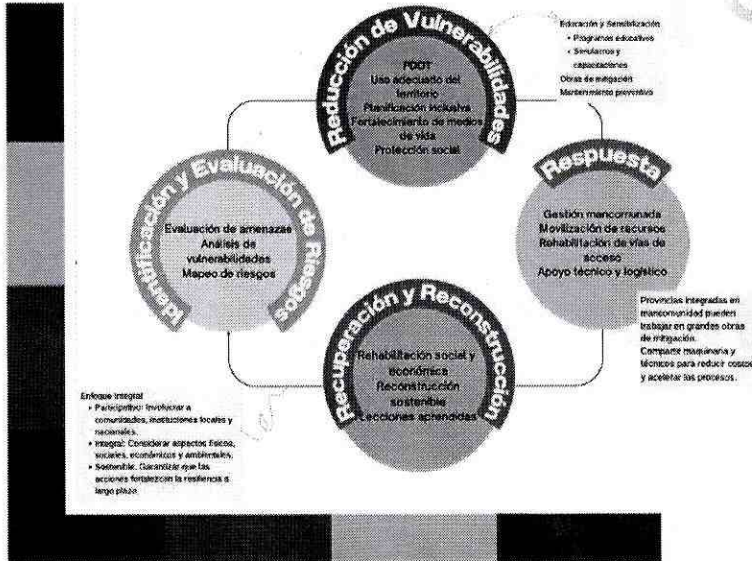 Reducción de Vulnerabilidades
PDOT
Uso adecuado del
territorio
Planificación inclusiva
Fortalecimiento de medios
de vida
Protección social
Educación y Sensibilización
• Programas educativos
• Simulacros y
capacitaciones
Obras de mitigación
Mantenimiento preventivo
Identificación y Evaluación de Riesgos
Evaluación de amenazas
Análisis de
vulnerabilidades
Mapeo de riesgos
Respuesta
Gestión mancomunada
Movilización de recursos
Rehabilitación de vías de
acceso
Apoyo técnico y logístico
Provincias integradas en
mancomunidad pueden
trabajar en grandes obras
de mitigación.
Compartir maquinaria y
técnicos para reducir costos
y acelerar los procesos.
Recuperación y Reconstrucción
Rehabilitación social y
económica
Reconstrucción
sostenible
Lecciones aprendidas
Enfoque Integral
• Participativo: Involucrar a
comunidades, instituciones locales y
nacionales.
• Integral: Considerar aspectos físicos,
sociales, económicos y ambientales.
• Sostenible: Garantizar que las
acciones fortalezcan la resiliencia a
largo plazo